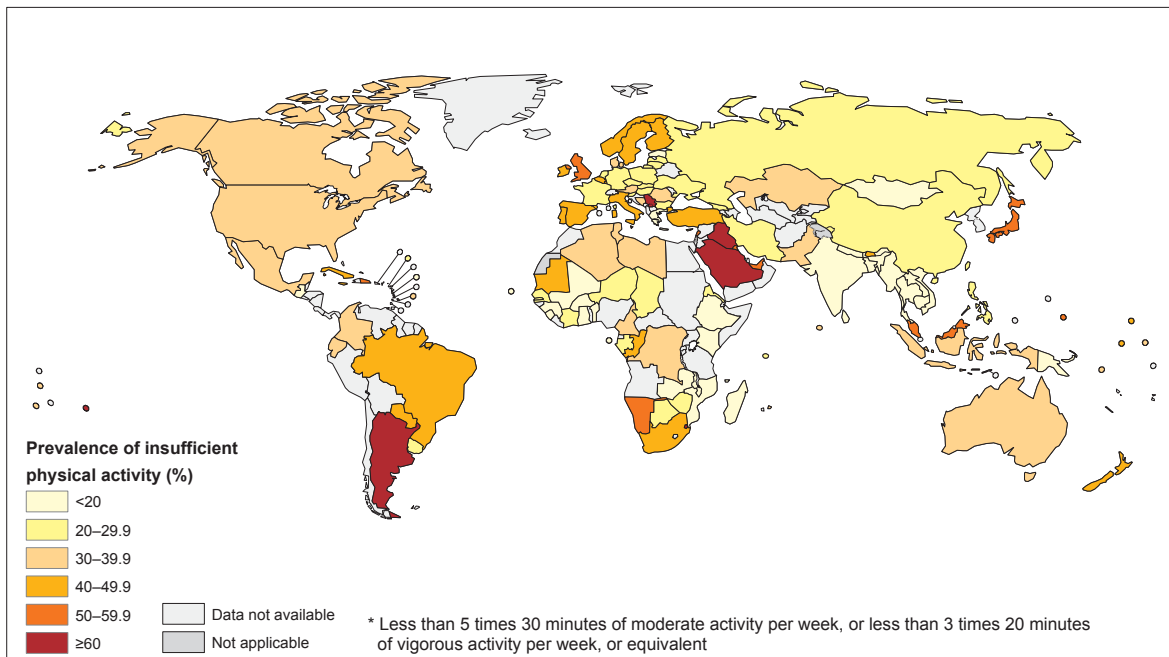 Prevalence of insufficient
physical activity (%)
<20
20–29.9
30–39.9
40–49.9
50–59.9
≥60
Data not available
Not applicable
* Less than 5 times 30 minutes of moderate activity per week, or less than 3 times 20 minutes
of vigorous activity per week, or equivalent